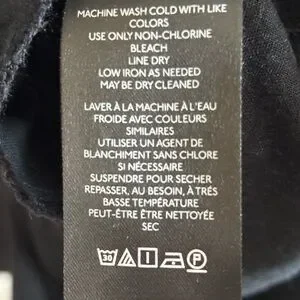 MACHINE WASH COLD WITH LIKE
COLORS
USE ONLY NON-CHLORINE
BLEACH
LINE DRY
LOW IRON AS NEEDED
MAY BE DRY CLEANED
LAVER À LA MACHINE À L'EAU
FROIDE AVEC COULEURS
SIMILAIRES
UTILISER UN AGENT DE
BLANCHIMENT SANS CHLORE
SI NÉCESSAIRE
SUSPENDRE POUR SECHER
REPASSER, AU BESOIN, À TRÉS
BASSE TEMPÉRATURE
PEUT-ÊTRE ÊTRE NETTOYÉE
SEC
30
P